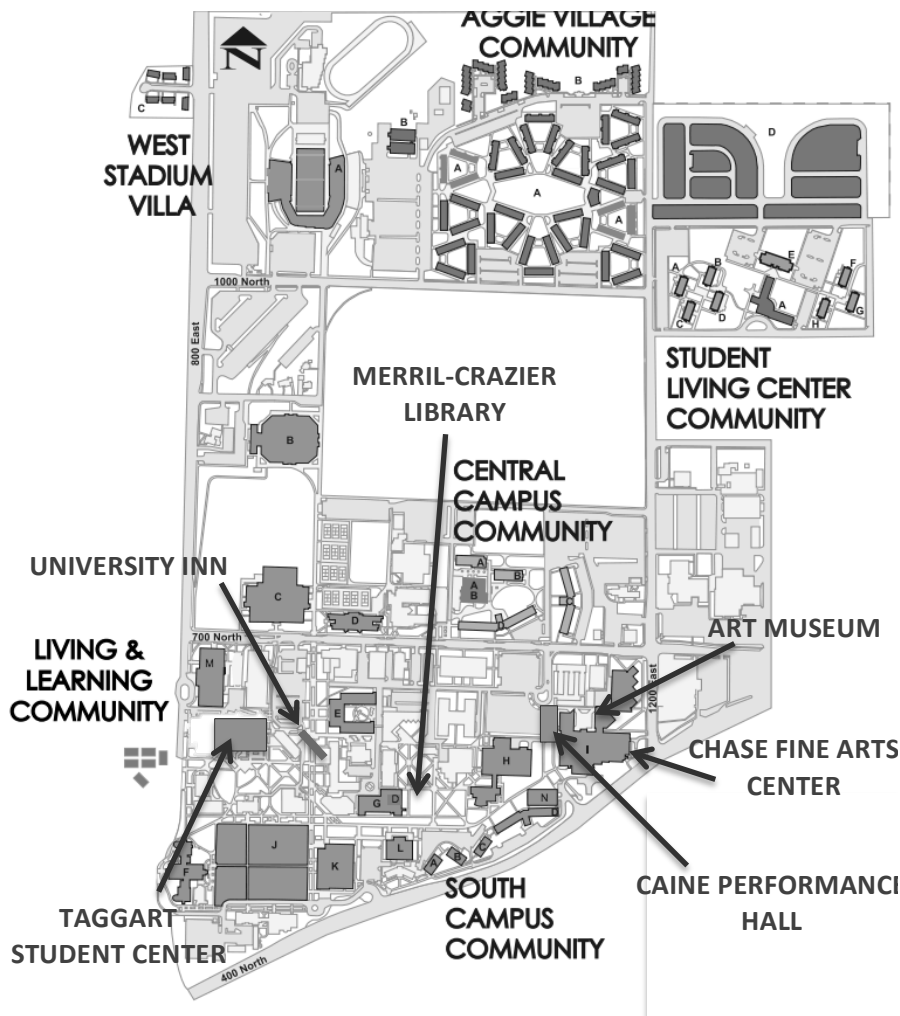 AGGIE VILLAGE
COMMUNITY
N
B
C
B
D
WEST
STADIUM
VILLA
A
A
A
A
1000 North
800 East
A
B
C
D
E
A
F
G
H
STUDENT
LIVING CENTER
COMMUNITY
MERRIL-CRAZIER
LIBRARY
B
CENTRAL
CAMPUS
COMMUNITY
A
B
A
B
UNIVERSITY INN
C
D
700 North
ART MUSEUM
LIVING &
LEARNING
COMMUNITY
M
1200 East
E
I
CHASE FINE ARTS
CENTER
H
G
D
N
D
J
L
K
A
B
C
F
SOUTH
CAMPUS
COMMUNITY
CAINE PERFORMANCE
HALL
TAGGART
STUDENT CENTER
400 North